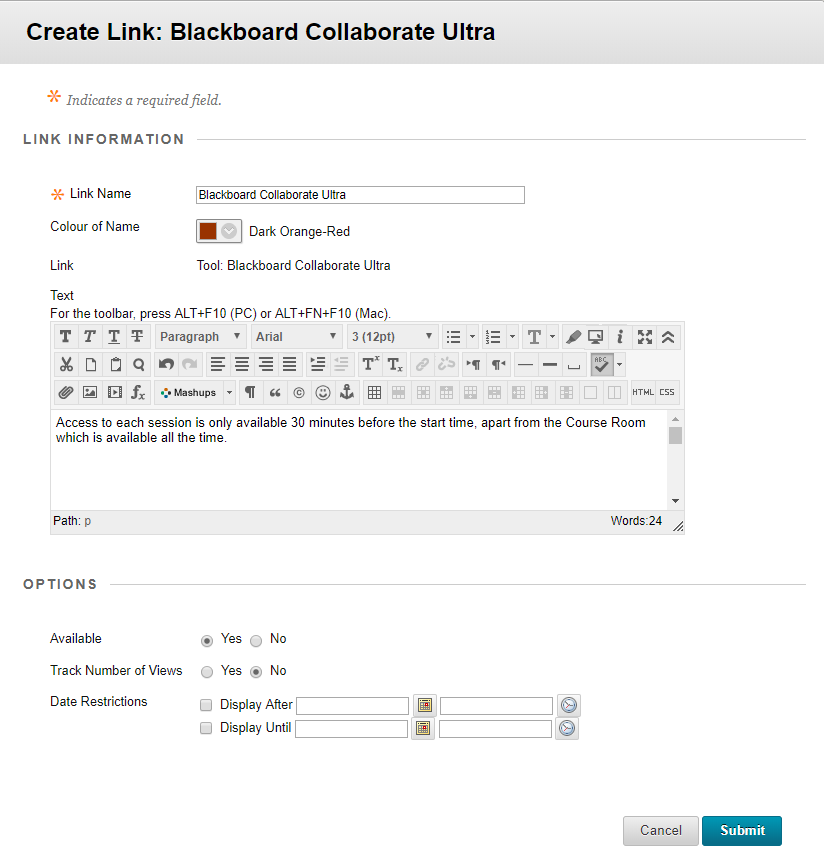 Create Link: Blackboard Collaborate Ultra
* Indicates a required field.
LINK INFORMATION
* Link Name Blackboard Collaborate Ultra
Colour of Name Dark Orange-Red
Link Tool: Blackboard Collaborate Ultra
Text
For the toolbar, press ALT+F10 (PC) or ALT+FN+F10 (Mac).
T T T T Paragraph Arial 3 (12pt) T i
T× T× ABC
fx Mashups ¶ “ © HTML CSS
Access to each session is only available 30 minutes before the start time, apart from the Course Room
which is available all the time.
Path: p Words:24
OPTIONS
Available Yes No
Track Number of Views Yes No
Date Restrictions Display After
Display Until
Cancel Submit